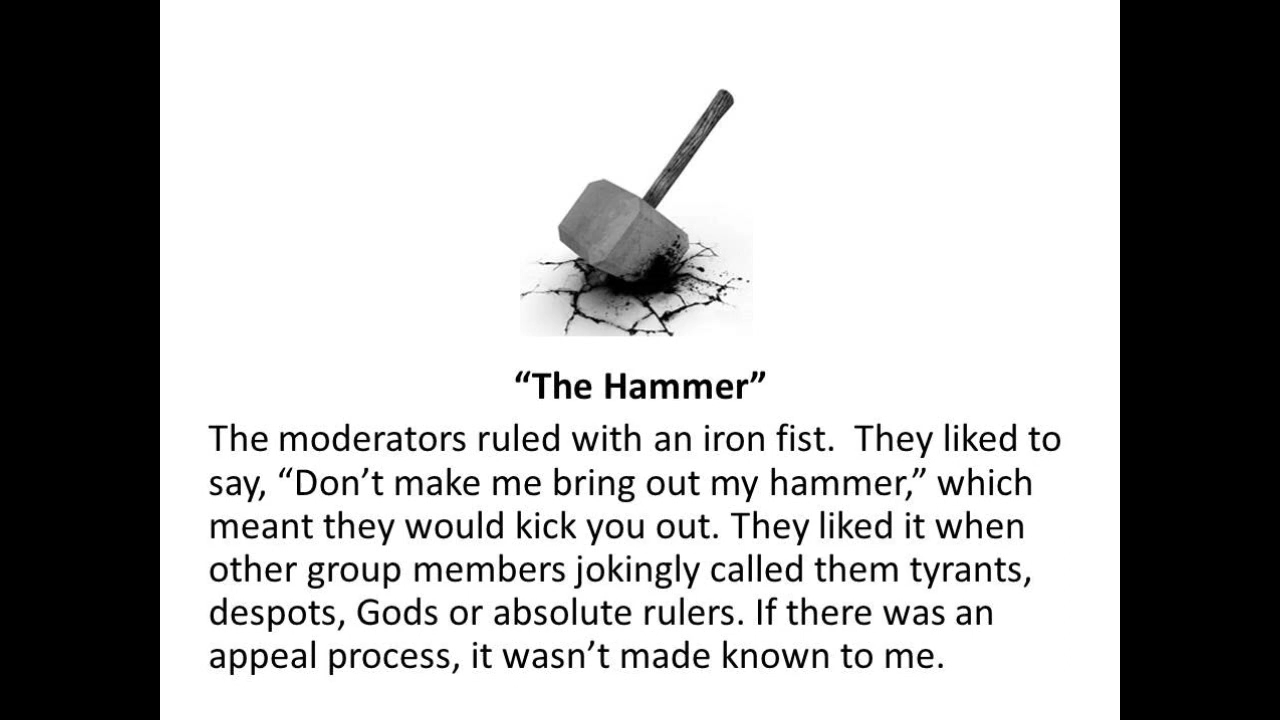 “The Hammer”
The moderators ruled with an iron fist.  They liked to
say, “Don’t make me bring out my hammer,” which
meant they would kick you out. They liked it when
other group members jokingly called them tyrants,
despots, Gods or absolute rulers. If there was an
appeal process, it wasn’t made known to me.